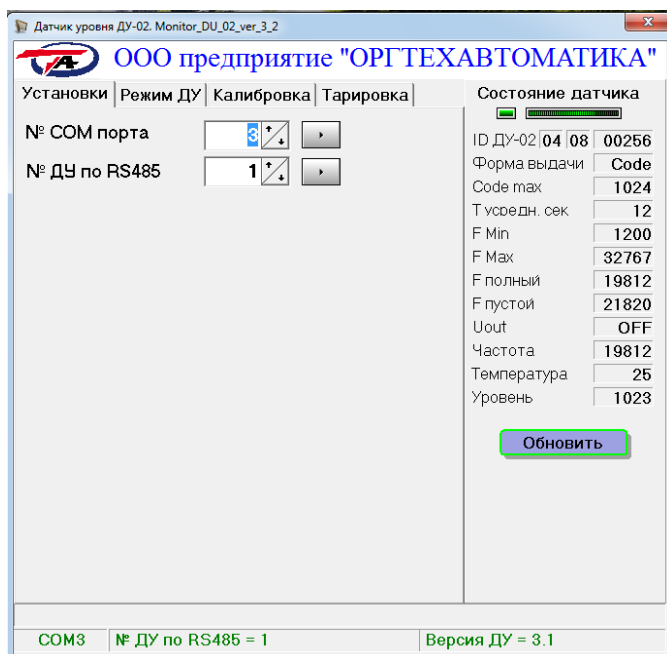 Датчик уровня ДУ-02. Monitor_DU_02_ver_3_2
ООО предприятие "ОРГТЕХАВТОМАТИКА"
Установки Режим ДУ Калибровка Тарировка
№ COM порта 3
№ ДУ по RS485 1
Состояние датчика
ID ДУ-02 04 08 00256
Форма выдачи Code
Code max 1024
Т усредн. сек 12
F Min 1200
F Max 32767
F полный 19812
F пустой 21820
Uout OFF
Частота 19812
Температура 25
Уровень 1023
Обновить
COM3 № ДУ по RS485 = 1 Версия ДУ = 3.1